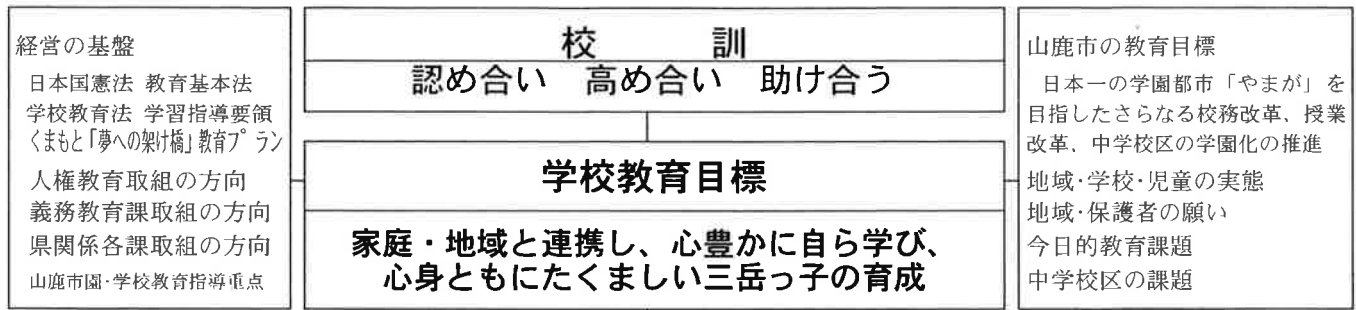 経営の基盤
日本国憲法 教育基本法
学校教育法 学習指導要領
くまもと「夢への架け橋」教育プラン
人権教育取組の方向
義務教育課取組の方向
県関係各課取組の方向
山鹿市園・学校教育指導重点
校 訓
認め合い 高め合い 助け合う
学校教育目標
家庭・地域と連携し、心豊かに自ら学び、
心身ともにたくましい三岳っ子の育成
山鹿市の教育目標
日本一の学園都市「やまが」を
目指したさらなる校務改革、授業
改革、中学校区の学園化の推進
地域・学校・児童の実態
地域・保護者の願い
今日的教育課題
中学校区の課題